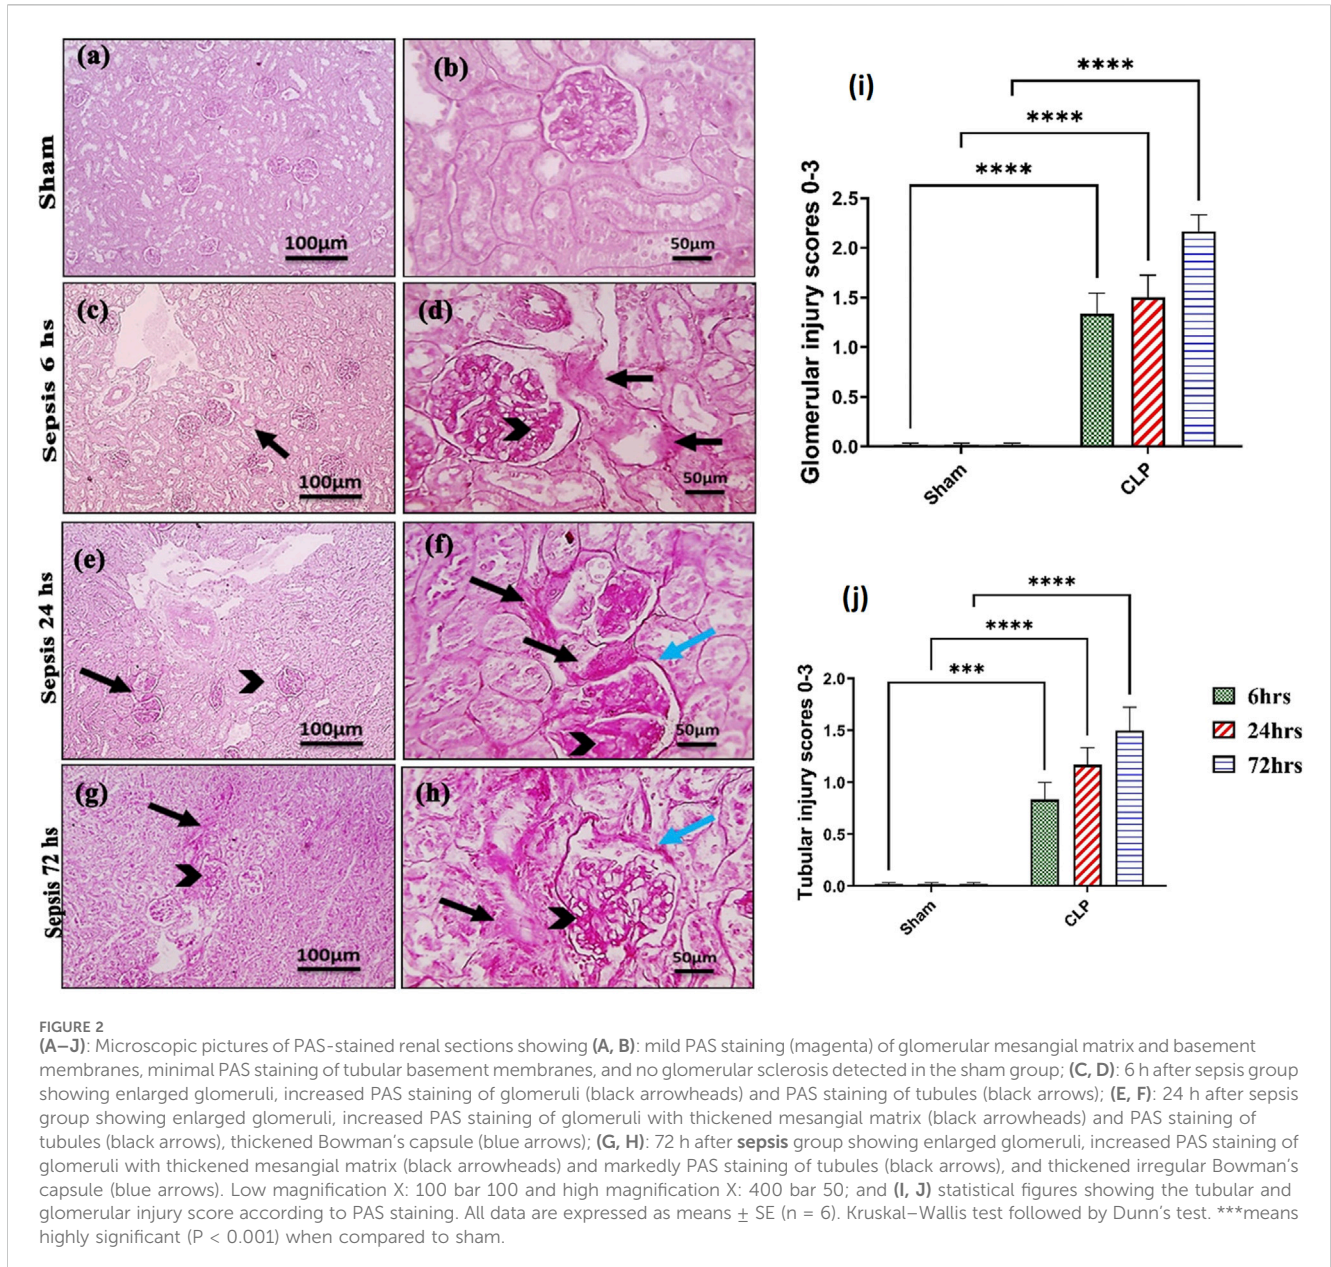 (a)
(b)
Sham
100µm
50µm
(c)
(d)
Sepsis 6 hs
100µm
50µm
(e)
(f)
Sepsis 24 hs
100µm
50µm
(g)
(h)
Sepsis 72 hs
100µm
50µm
(i)
****
****
****
Glomerular injury scores 0-3
2.5
2.0
1.5
1.0
0.5
0.0
Sham
CLP
(j)
****
****
***
Tubular injury scores 0-3
2.0
1.5
1.0
0.5
0.0
Sham
CLP
6hrs
24hrs
72hrs
FIGURE 2
(A–J): Microscopic pictures of PAS-stained renal sections showing (A, B): mild PAS staining (magenta) of glomerular mesangial matrix and basement
membranes, minimal PAS staining of tubular basement membranes, and no glomerular sclerosis detected in the sham group; (C, D): 6 h after sepsis group
showing enlarged glomeruli, increased PAS staining of glomeruli (black arrowheads) and PAS staining of tubules (black arrows); (E, F): 24 h after sepsis
group showing enlarged glomeruli, increased PAS staining of glomeruli with thickened mesangial matrix (black arrowheads) and PAS staining of
tubules (black arrows), thickened Bowman's capsule (blue arrows); (G, H): 72 h after sepsis group showing enlarged glomeruli, increased PAS staining of
glomeruli with thickened mesangial matrix (black arrowheads) and markedly PAS staining of tubules (black arrows), and thickened irregular Bowman's
capsule (blue arrows). Low magnification X: 100 bar 100 and high magnification X: 400 bar 50; and (I, J) statistical figures showing the tubular and
glomerular injury score according to PAS staining. All data are expressed as means ± SE (n = 6). Kruskal–Wallis test followed by Dunn's test. ***means
highly significant (P < 0.001) when compared to sham.